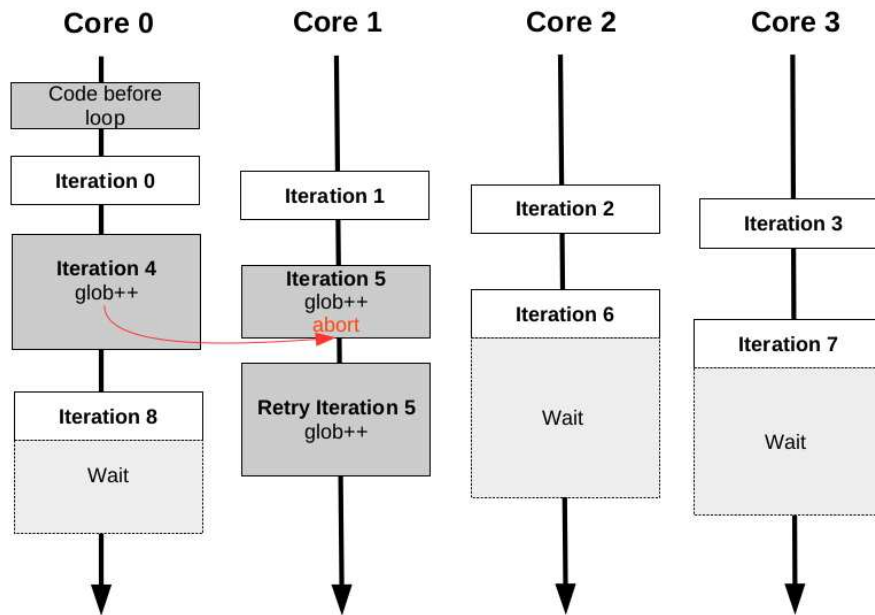 Core 0
Core 1
Core 2
Core 3
Code before
loop
Iteration 0
Iteration 1
Iteration 2
Iteration 3
Iteration 4
glob++
Iteration 5
glob++
abort
Iteration 6
Iteration 7
Iteration 8
Wait
Retry Iteration 5
glob++
Wait
Wait